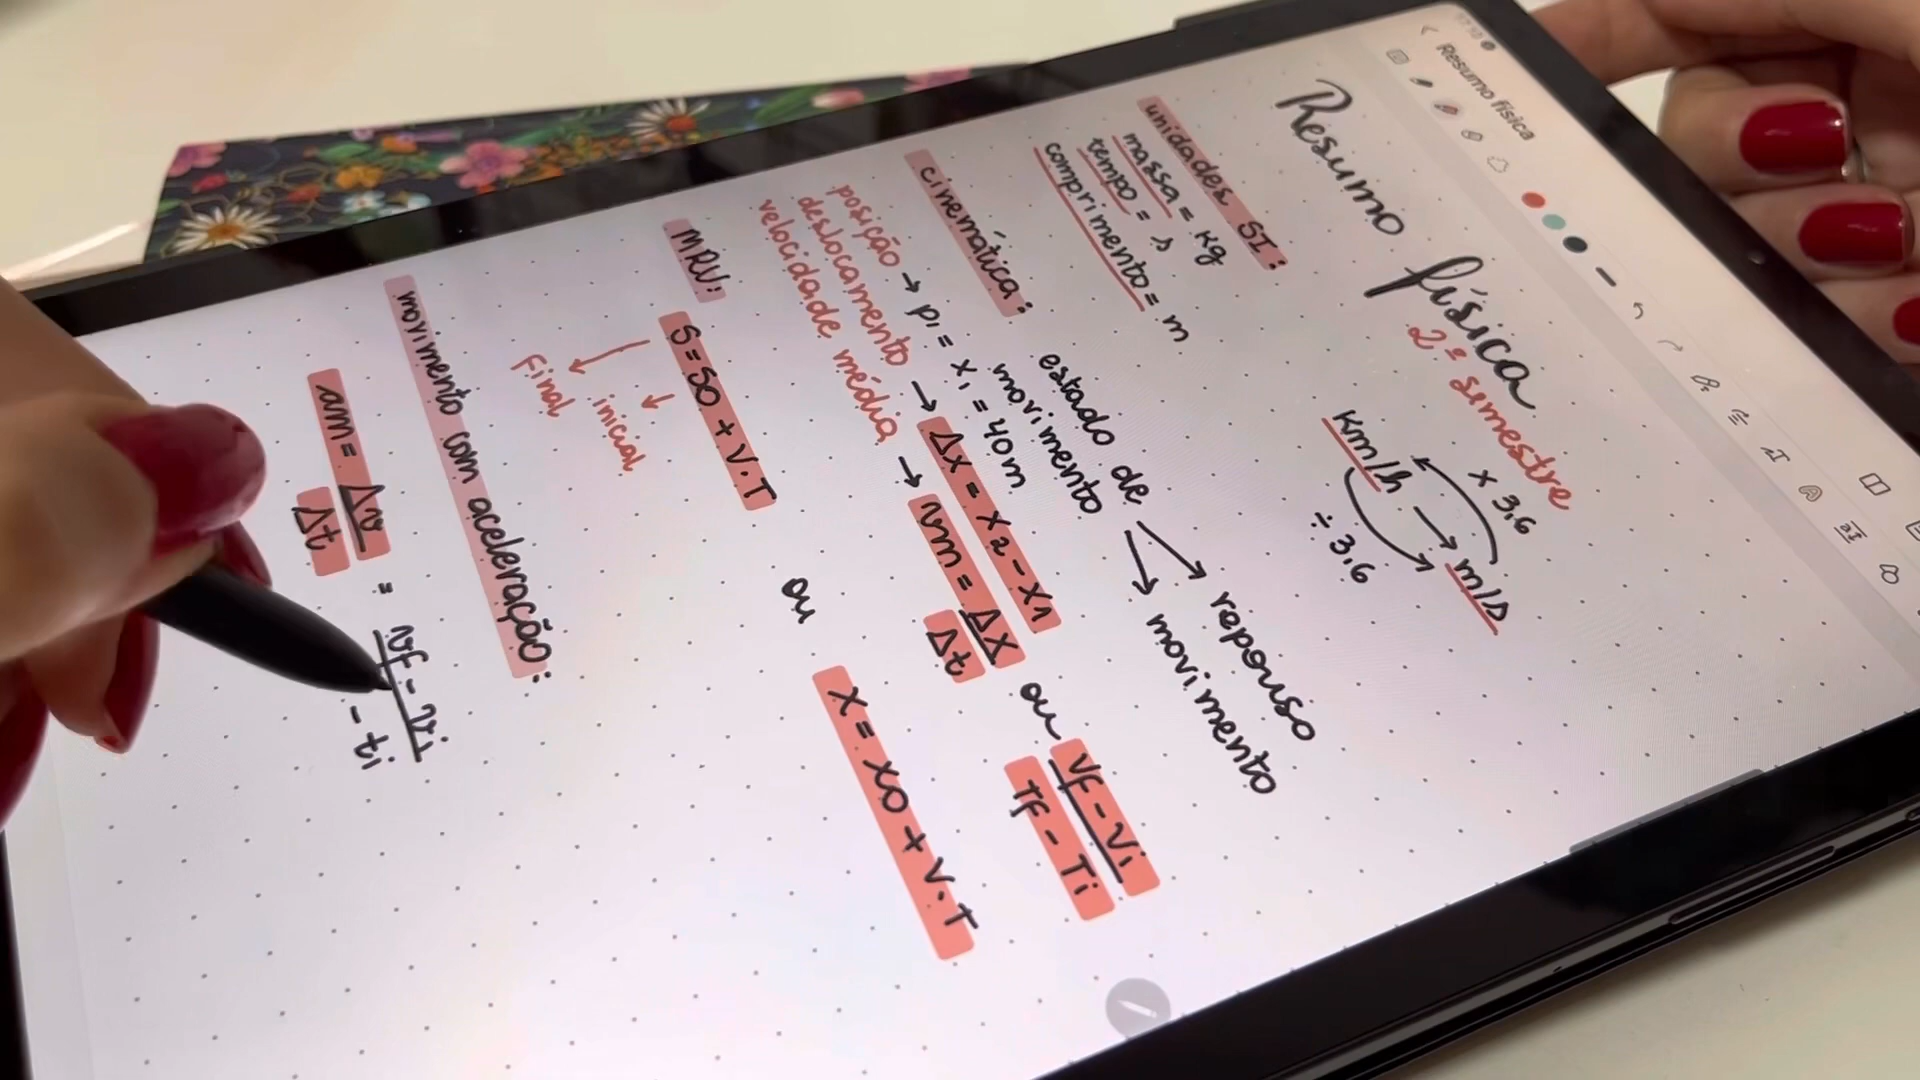 Resumo física
Resumo física
2º semestre
unidades SI:
massa = kg
tempo = s
comprimento = m
x 3,6
km/h → m/s
÷ 3,6
cinemática:
estado de
movimento
repouso
movimento
posição → P1 = X1 = 40m
deslocamento → Δx = x2 - x1
velocidade média → vm = Δx
Δt
ou
VF - Vi
TF - Ti
MRU:
S = S0 + V.T
ou
X = X0 + V.T
inicial
final
movimento com aceleração:
am = Δv
Δt
=
vF - vi
- ti